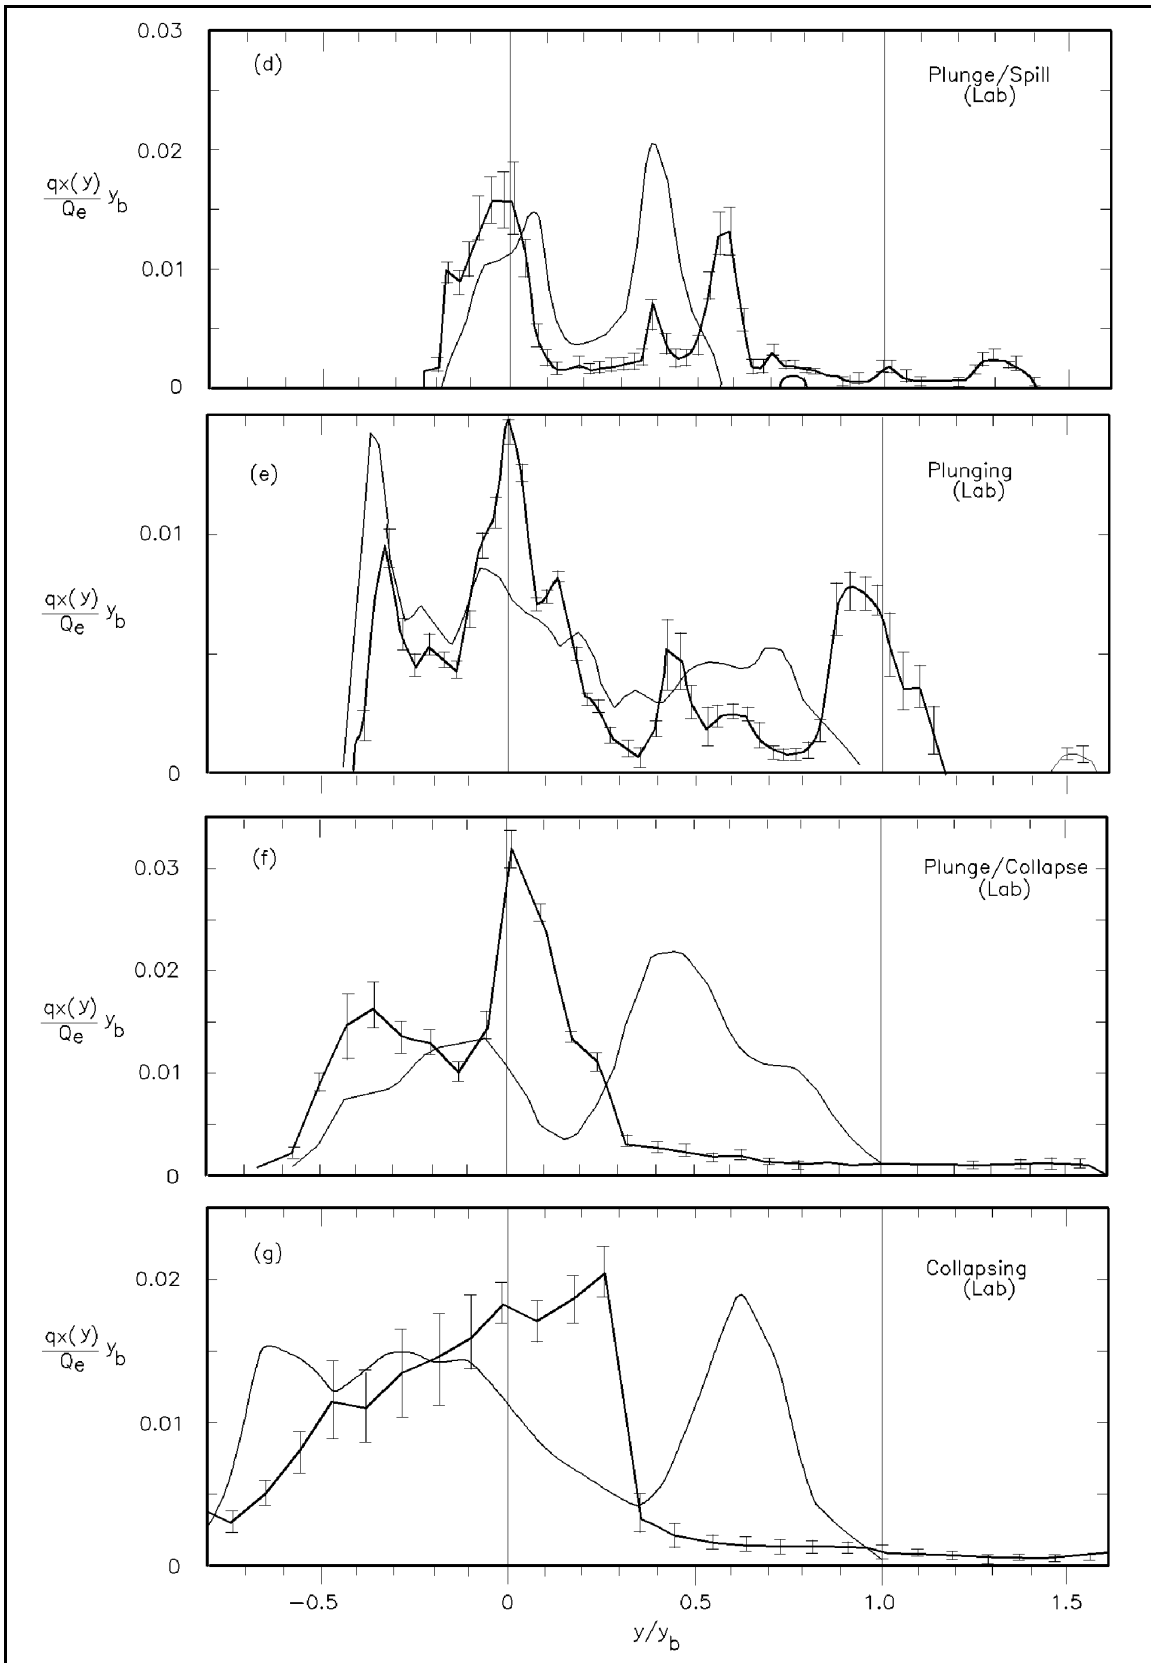 0.03
(d)
Plunge/Spill
(Lab)
0.02
qx(y)
Qe
yb
0.01
0
(e)
Plunging
(Lab)
0.01
qx(y)
Qe
yb
0
(f)
Plunge/Collapse
(Lab)
0.03
0.02
qx(y)
Qe
yb
0.01
0
(g)
Collapsing
(Lab)
0.02
qx(y)
Qe
yb
0.01
0
-0.5 0 0.5 1.0 1.5
y/yb